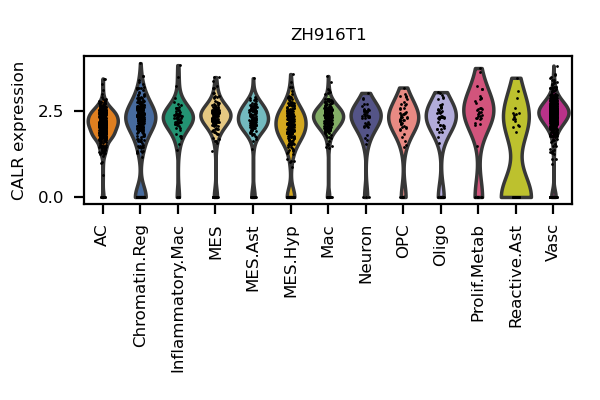 ZH916T1
CALR expression
2.5
0.0
AC
Chromatin.Reg
Inflammatory.Mac
MES
MES.Ast
MES.Hyp
Mac
Neuron
OPC
Oligo
Prolif.Metab
Reactive.Ast
Vasc